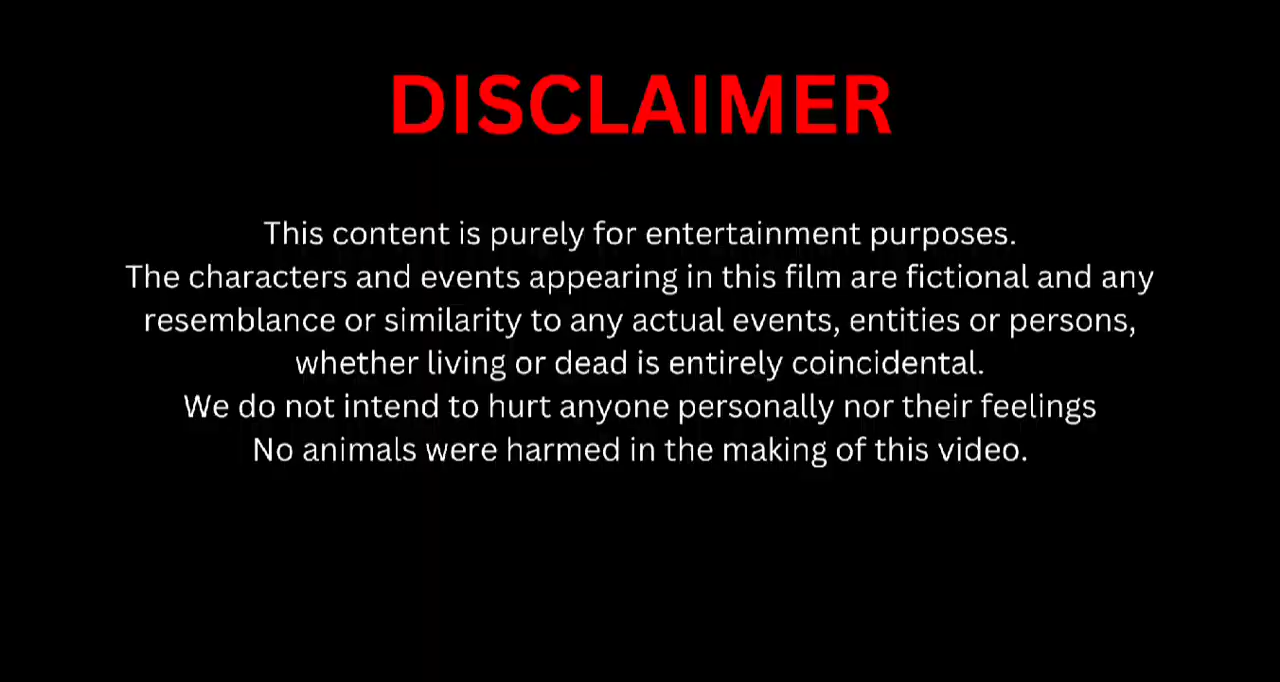 DISCLAIMER
This content is purely for entertainment purposes.
The characters and events appearing in this film are fictional and any
resemblance or similarity to any actual events, entities or persons,
whether living or dead is entirely coincidental.
We do not intend to hurt anyone personally nor their feelings
No animals were harmed in the making of this video.